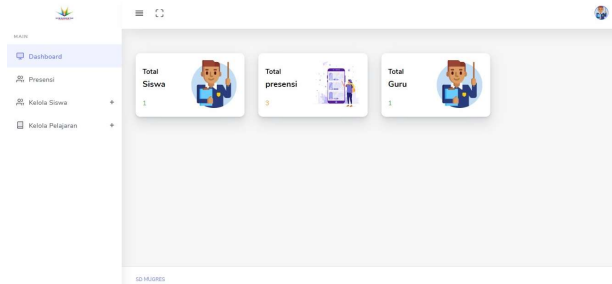 MAIN
Dashboard
Presensi
Kelola Siswa +
Kelola Pelajaran +
Total
Siswa
1
Total
presensi
3
Total
Guru
1
SD MUGRES